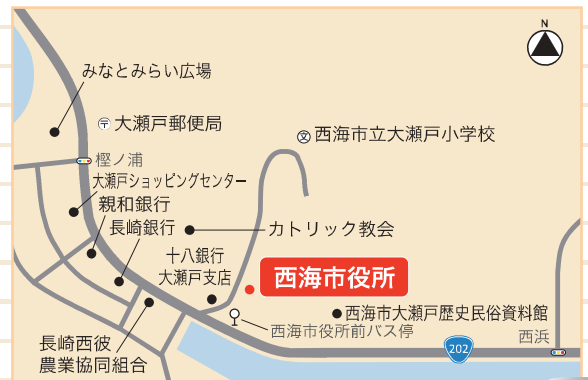 N
みなとみらい広場
〒 大瀬戸郵便局
文 西海市立大瀬戸小学校
樫ノ浦
大瀬戸ショッピングセンター
親和銀行
長崎銀行
カトリック教会
十八銀行
大瀬戸支店
西海市役所
西海市大瀬戸歴史民俗資料館
西海市役所前バス停
西浜
202
長崎西彼
農業協同組合